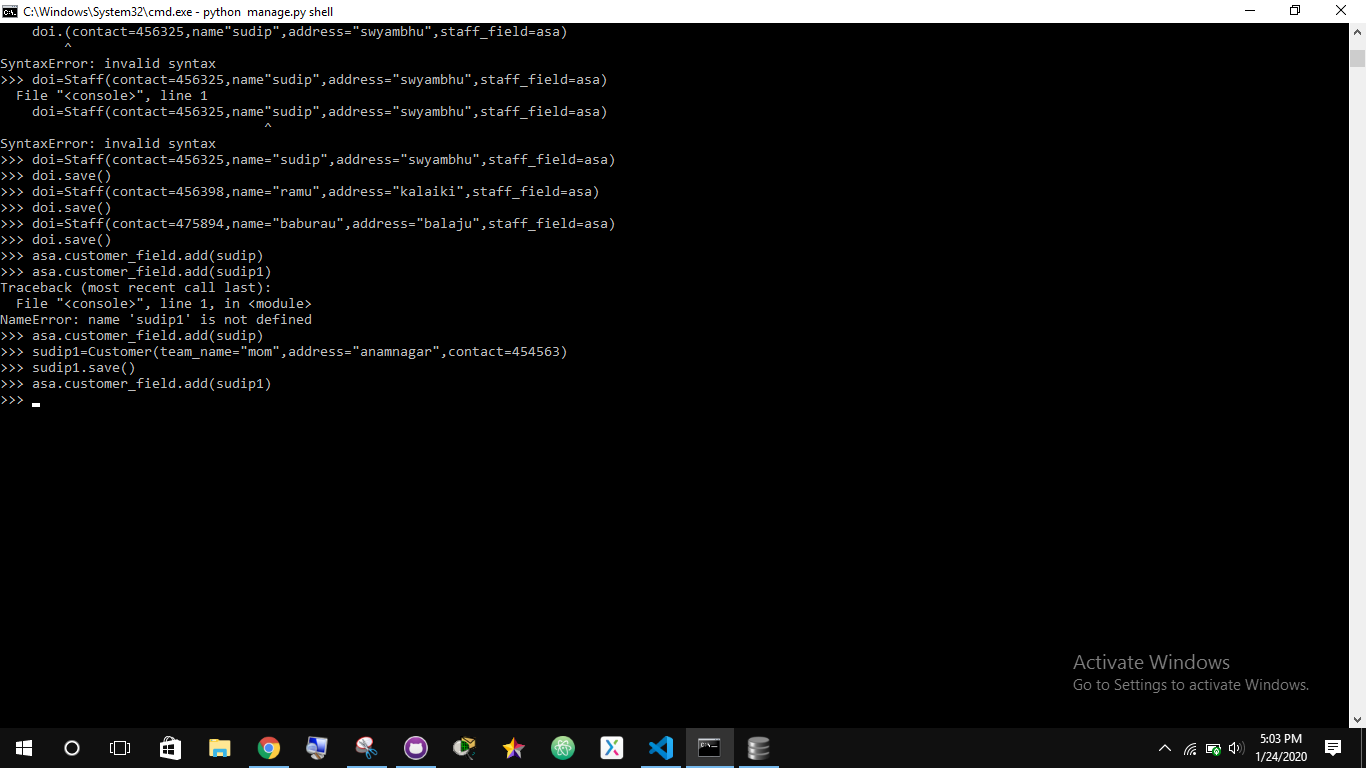 C:\Windows\System32\cmd.exe - python  manage.py shell
    doi.(contact=456325,name"sudip",address="swyambhu",staff_field=asa)
        ^
SyntaxError: invalid syntax
>>> doi=Staff(contact=456325,name"sudip",address="swyambhu",staff_field=asa)
  File "<console>", line 1
    doi=Staff(contact=456325,name"sudip",address="swyambhu",staff_field=asa)
                                 ^
SyntaxError: invalid syntax
>>> doi=Staff(contact=456325,name="sudip",address="swyambhu",staff_field=asa)
>>> doi.save()
>>> doi=Staff(contact=456398,name="ramu",address="kalaiki",staff_field=asa)
>>> doi.save()
>>> doi=Staff(contact=475894,name="baburau",address="balaju",staff_field=asa)
>>> doi.save()
>>> asa.customer_field.add(sudip)
>>> asa.customer_field.add(sudip1)
Traceback (most recent call last):
  File "<console>", line 1, in <module>
NameError: name 'sudip1' is not defined
>>> asa.customer_field.add(sudip)
>>> sudip1=Customer(team_name="mom",address="anamnagar",contact=454563)
>>> sudip1.save()
>>> asa.customer_field.add(sudip1)
>>>
Activate Windows
Go to Settings to activate Windows.
5:03 PM
1/24/2020